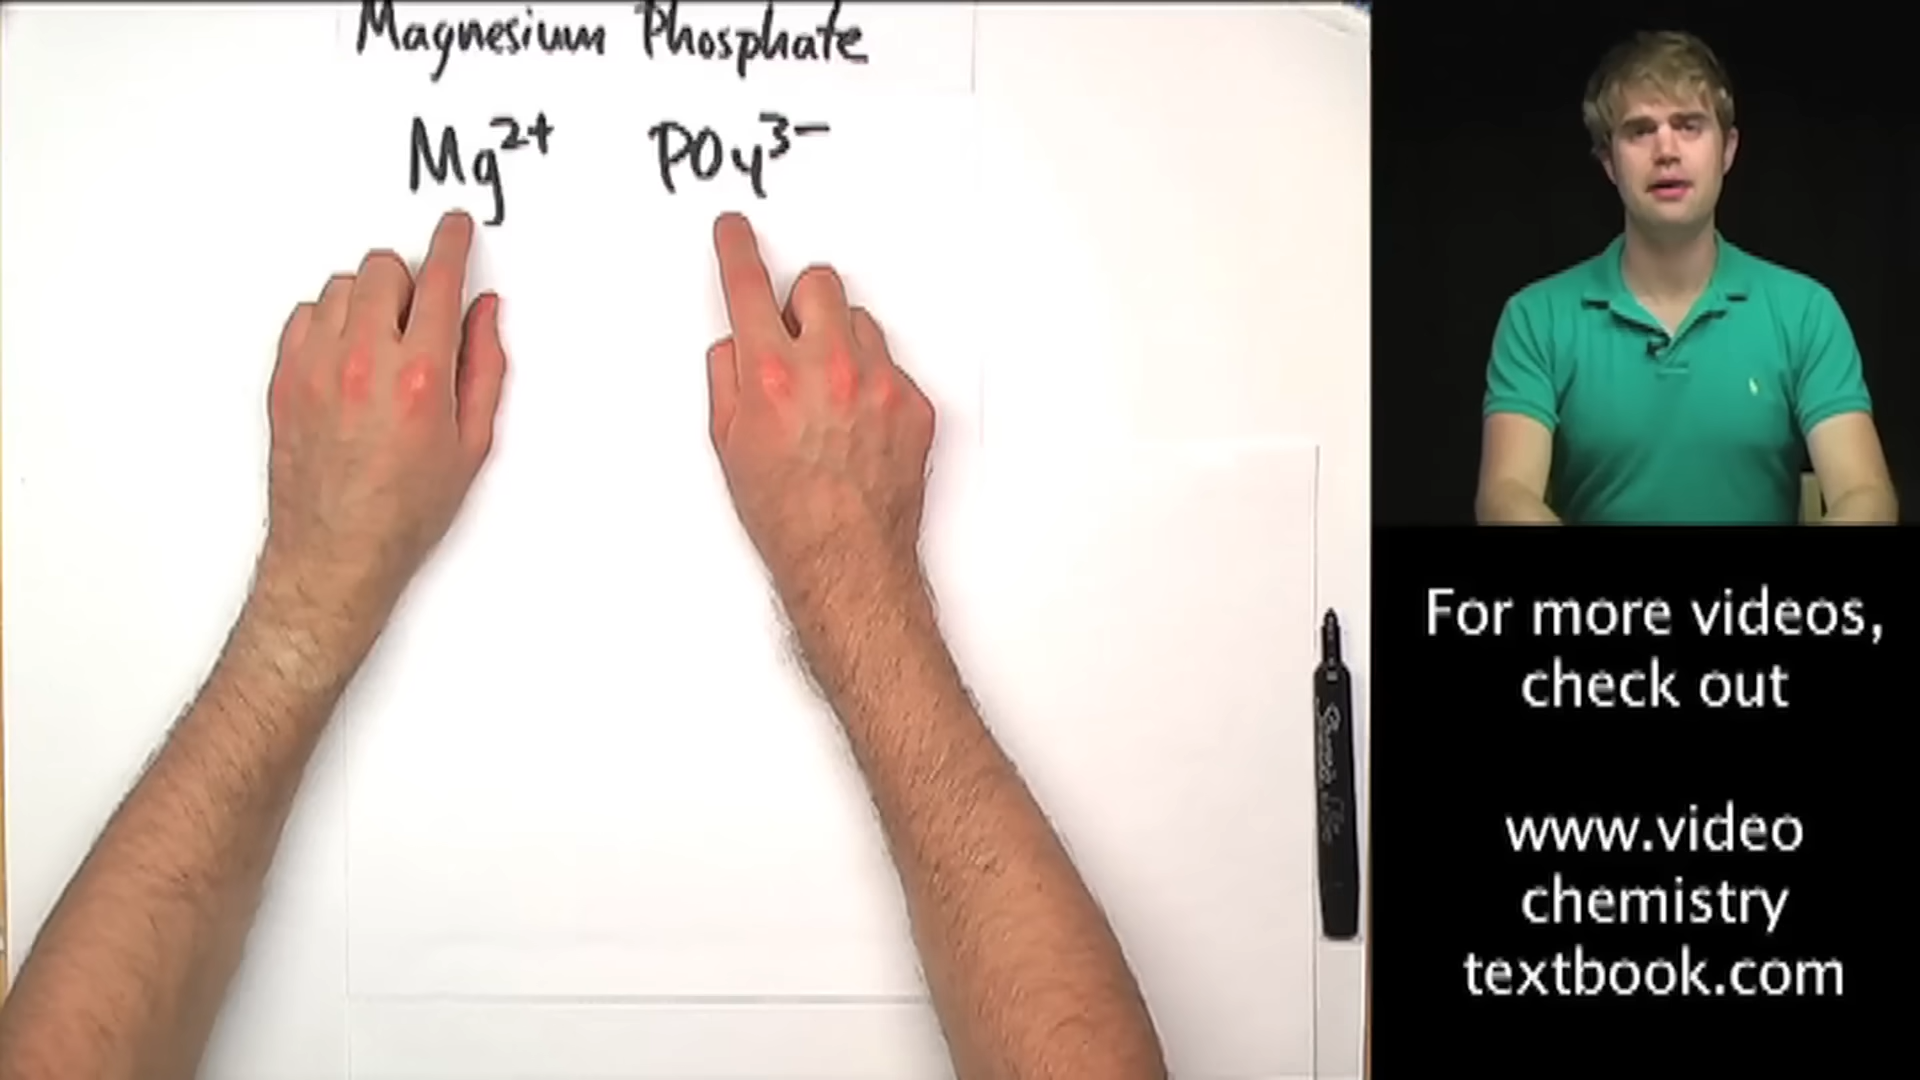 Magnesium Phosphate
Mg²⁺ PO₄³⁻
For more videos,
check out
www.video
chemistry
textbook.com